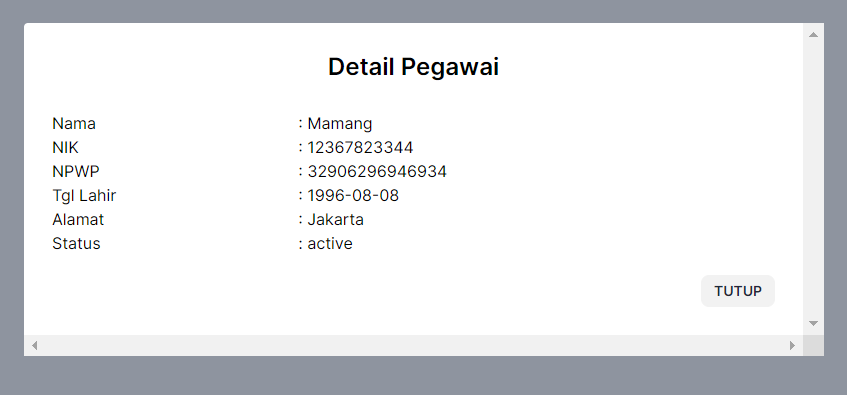 Detail Pegawai
Nama : Mamang
NIK : 12367823344
NPWP : 32906296946934
Tgl Lahir : 1996-08-08
Alamat : Jakarta
Status : active
TUTUP